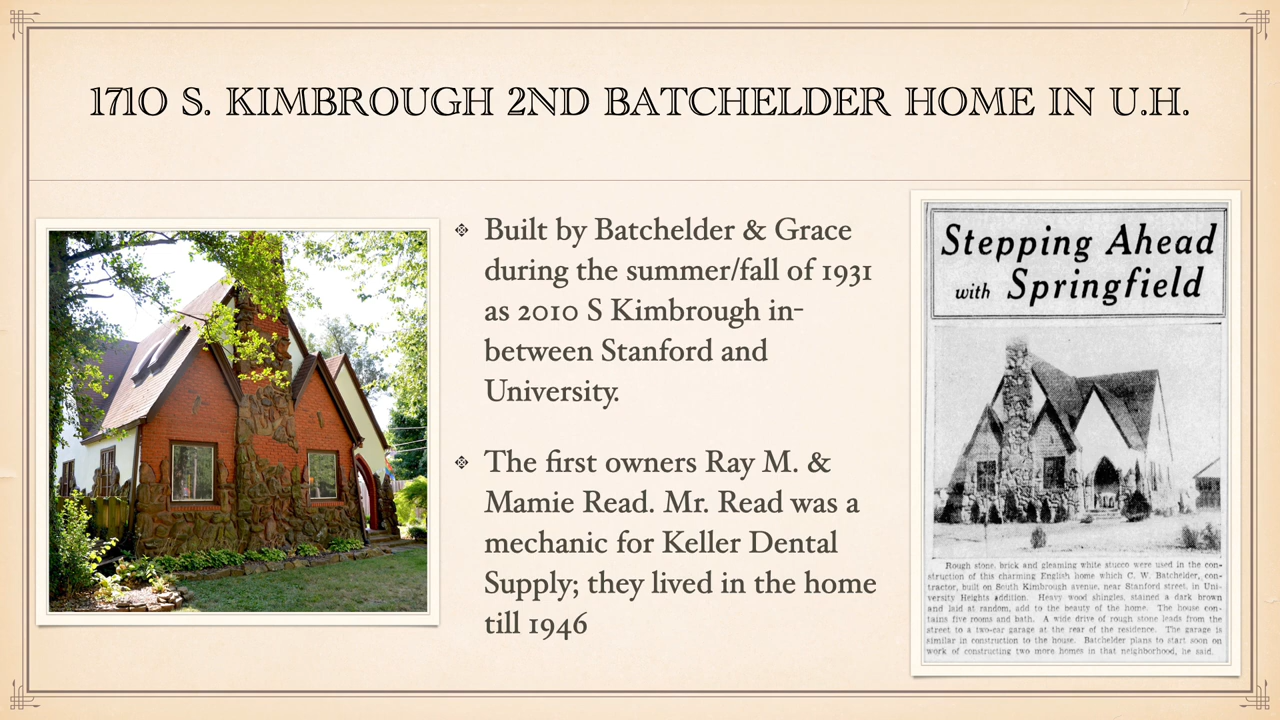 1710 S. KIMBROUGH 2ND BATCHELDER HOME IN U.H.
Built by Batchelder & Grace
during the summer/fall of 1931
as 2010 S Kimbrough in-
between Stanford and
University.
The first owners Ray M. &
Mamie Read. Mr. Read was a
mechanic for Keller Dental
Supply; they lived in the home
till 1946
Stepping Ahead
with Springfield
Rough stone, brick and gleaming white stucco were used in the con-
struction of this charming English home which C. W. Batchelder, con-
tractor, built on South Kimbrough avenue, near Stanford street, in Uni-
versity Heights addition. Heavy wood shingles, stained a dark brown
and laid at random, add to the beauty of the home. The house con-
tains five rooms and bath. A wide drive of rough stone leads from the
street to a two-car garage at the rear of the residence. The garage is
similar in construction to the house. Batchelder plans to start soon on
work of constructing two more homes in that neighborhood, he said.